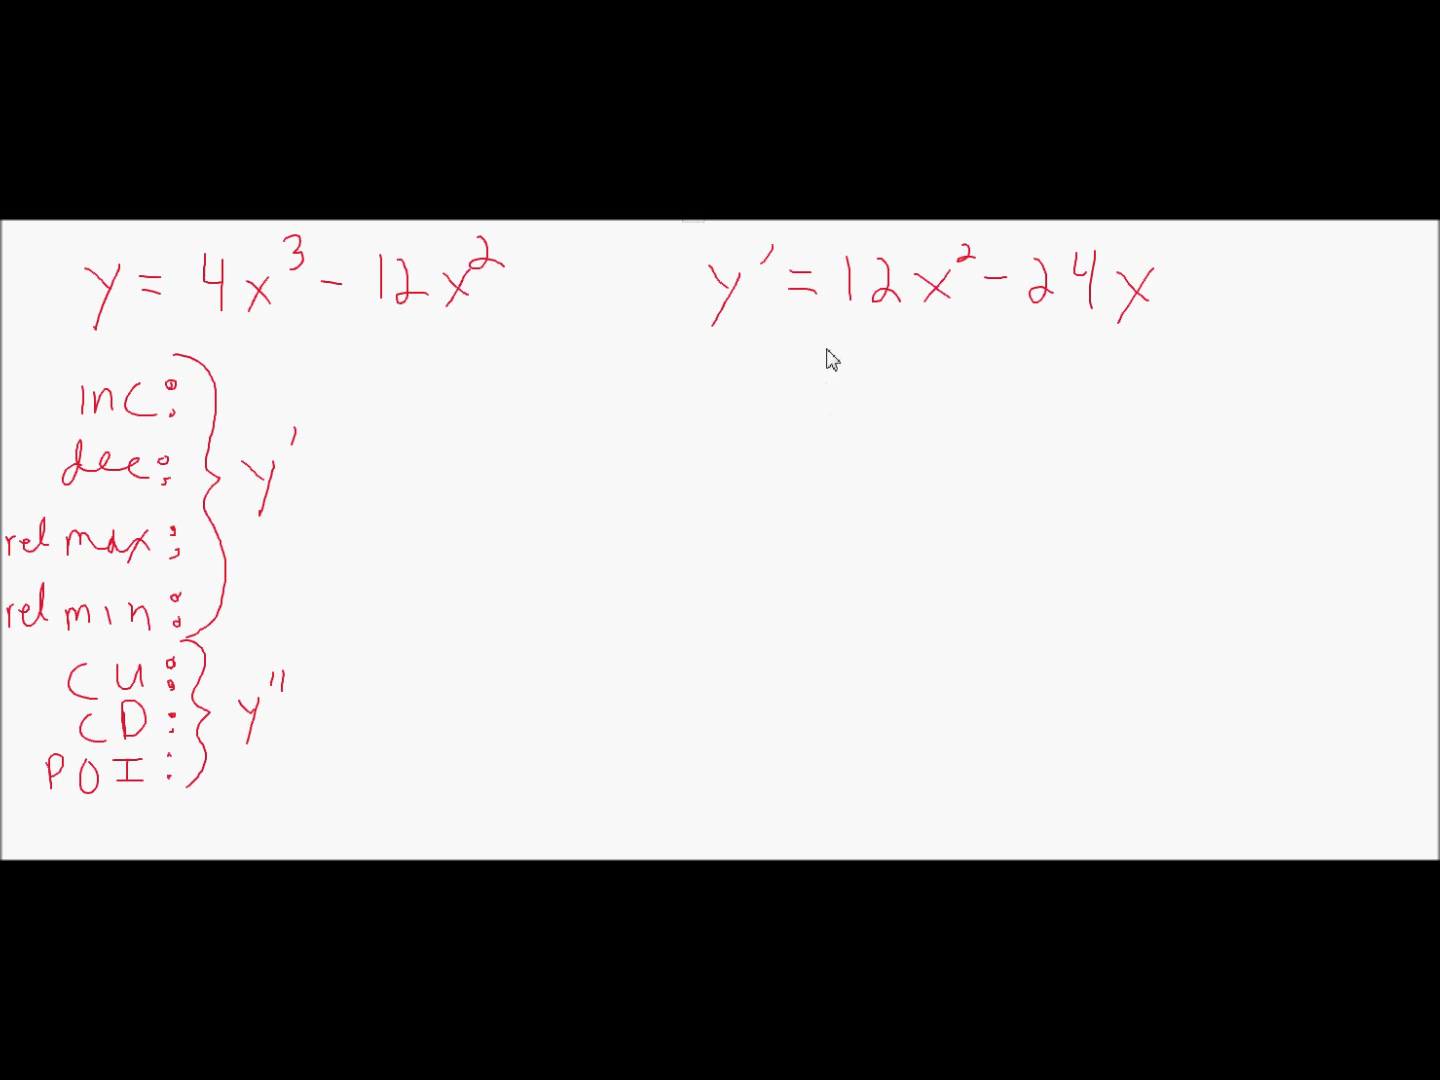 y = 4x³ - 12x²
y' = 12x² - 24x
inc:
dec:
rel max:
rel min:
y'
CU:
CD:
POI:
y"